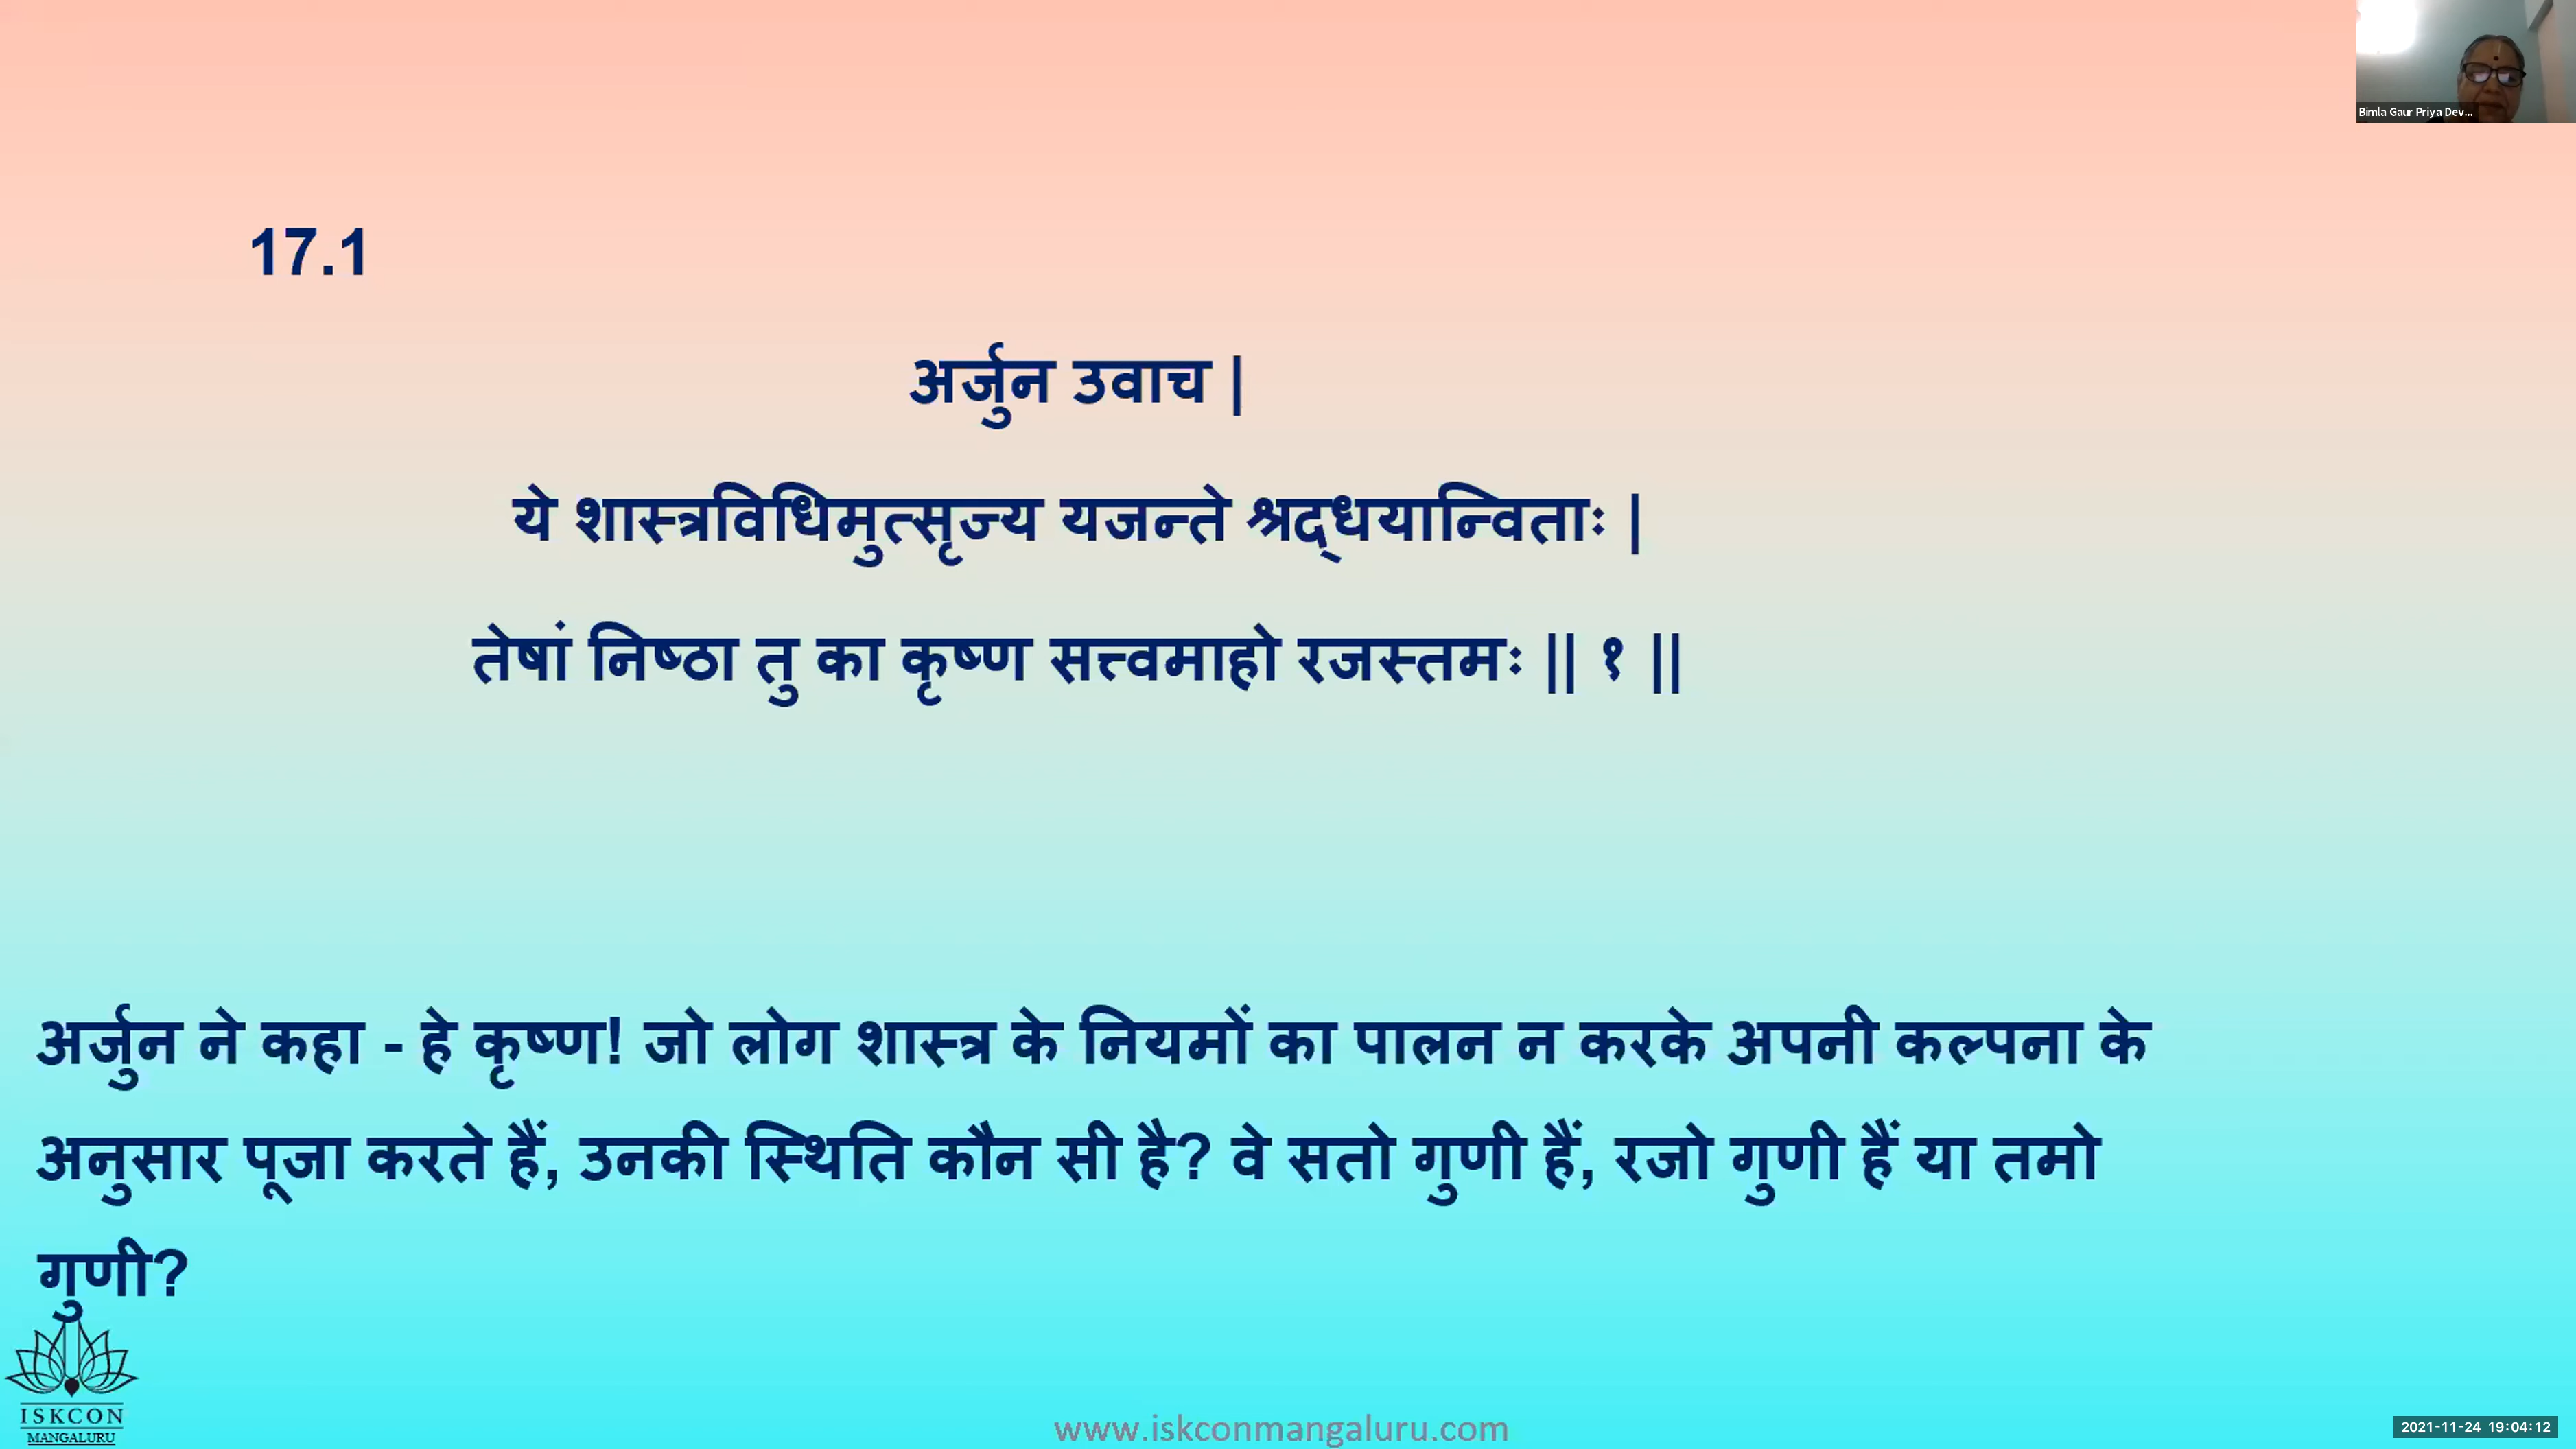 Bimla Gaur Priya Dev...
17.1
अर्जुन उवाच |
ये शास्त्रविधिमुत्सृज्य यजन्ते श्रद्धयान्विताः |
तेषां निष्ठा तु का कृष्ण सत्त्वमाहो रजस्तमः || १ ||
अर्जुन ने कहा - हे कृष्ण! जो लोग शास्त्र के नियमों का पालन न करके अपनी कल्पना के
अनुसार पूजा करते हैं, उनकी स्थिति कौन सी है? वे सतो गुणी हैं, रजो गुणी हैं या तमो
गुणी?
ISKCON
MANGALURU
www.iskconmangaluru.com
2021-11-24 19:04:12